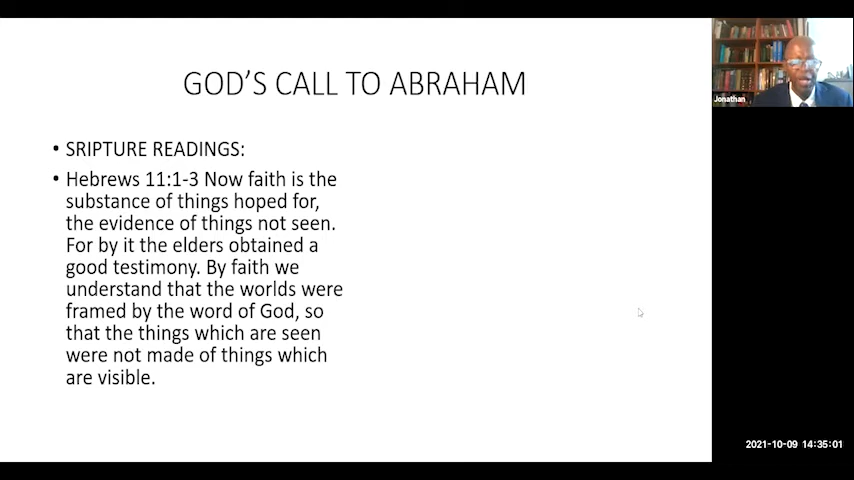 GOD'S CALL TO ABRAHAM
• SRIPTURE READINGS:
• Hebrews 11:1-3 Now faith is the
substance of things hoped for,
the evidence of things not seen.
For by it the elders obtained a
good testimony. By faith we
understand that the worlds were
framed by the word of God, so
that the things which are seen
were not made of things which
are visible.
Jonathan
2021-10-09 14:35:01